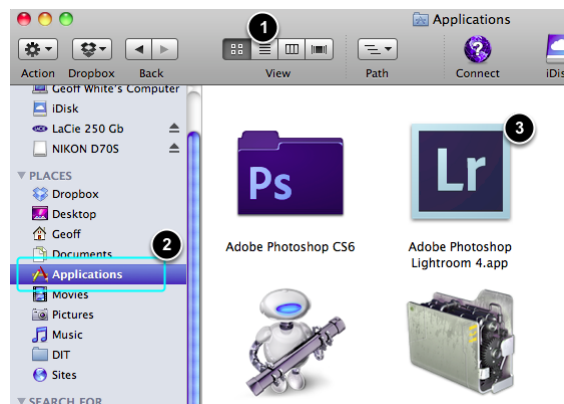 Applications
1
Action Dropbox Back View Path Connect iDis
Geoff White's Computer
iDisk
LaCie 250 Gb
NIKON D70S
PLACES
Dropbox
Desktop
Geoff
Documents
2
Applications
Movies
Pictures
Music
DIT
Sites
SEARCH FOR
Ps
Adobe Photoshop CS6
3
Lr
Adobe Photoshop
Lightroom 4.app